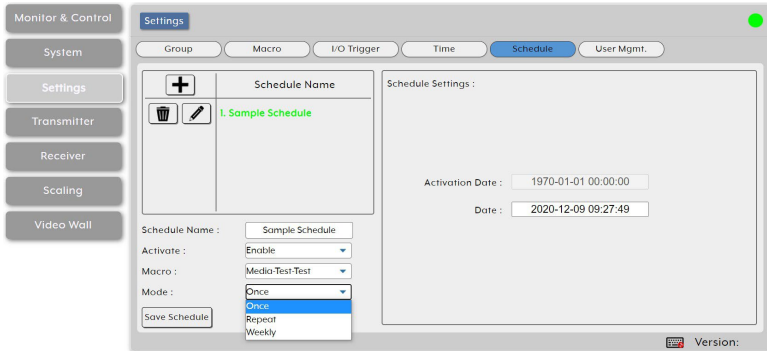 Monitor & Control
System
Settings
Transmitter
Receiver
Scaling
Video Wall
Settings
Group Macro I/O Trigger Time Schedule User Mgmt.
Schedule Name
1. Sample Schedule
Schedule Name : Sample Schedule
Activate : Enable
Macro : Media-Test-Test
Mode : Once
Once
Repeat
Weekly
Save Schedule
Schedule Settings :
Activation Date : 1970-01-01 00:00:00
Date : 2020-12-09 09:27:49
Version: